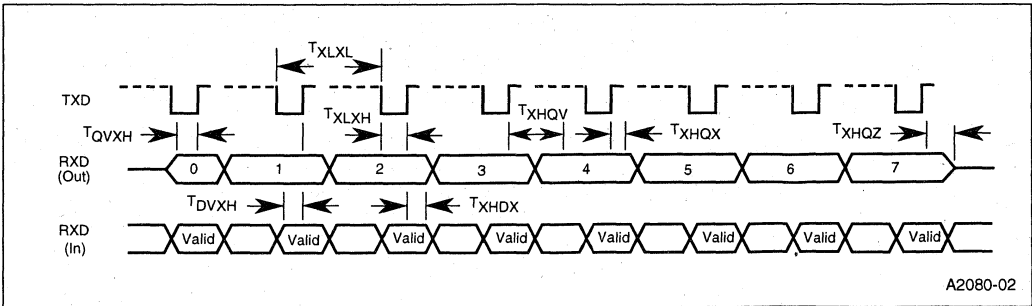 TXLXL
TXD
TXLXH
TXHQV
TQVXH
TXHQX
TXHQZ
RXD
(Out)
0 1 2 3 4 5 6 7
TDVXH
TXHDX
RXD
(In)
Valid Valid Valid Valid Valid Valid Valid Valid
A2080-02